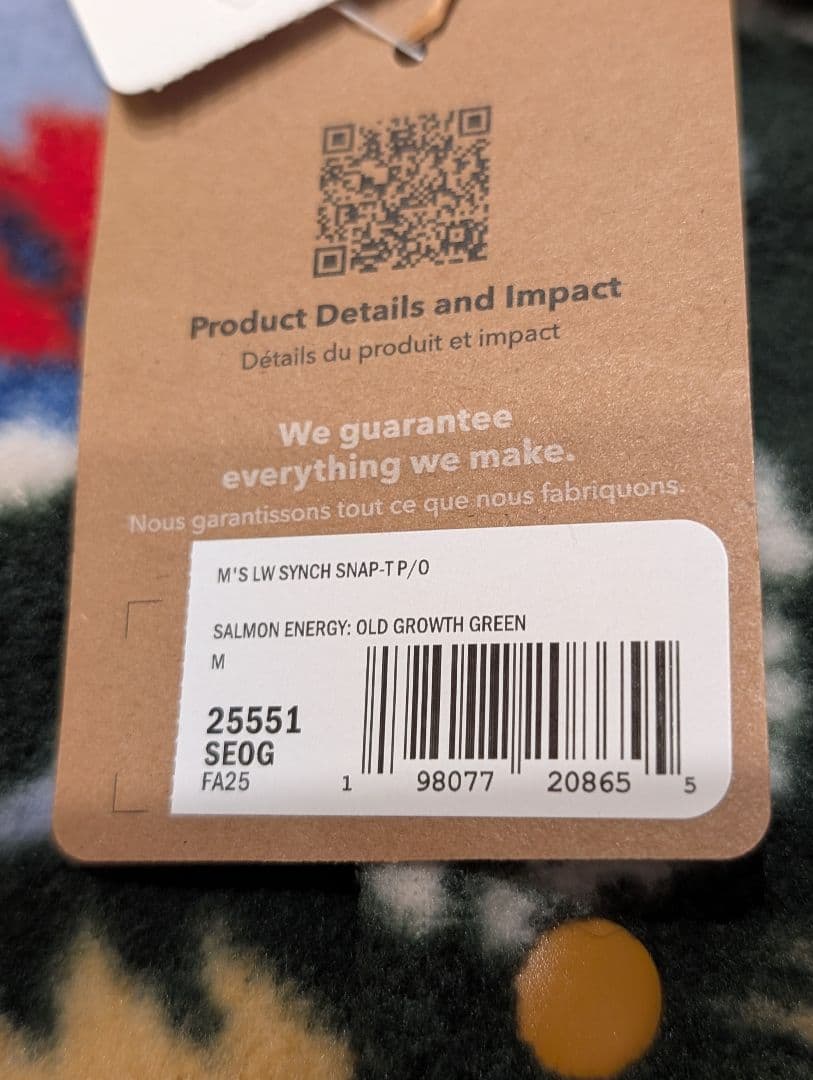 Product Details and Impact
Détails du produit et impact
We guarantee
everything we make.
Nous garantissons tout ce que nous fabriquons.
M'S LW SYNCH SNAP-T P/O
SALMON ENERGY: OLD GROWTH GREEN
M
25551
SEOG
FA25
1 98077 20865 5